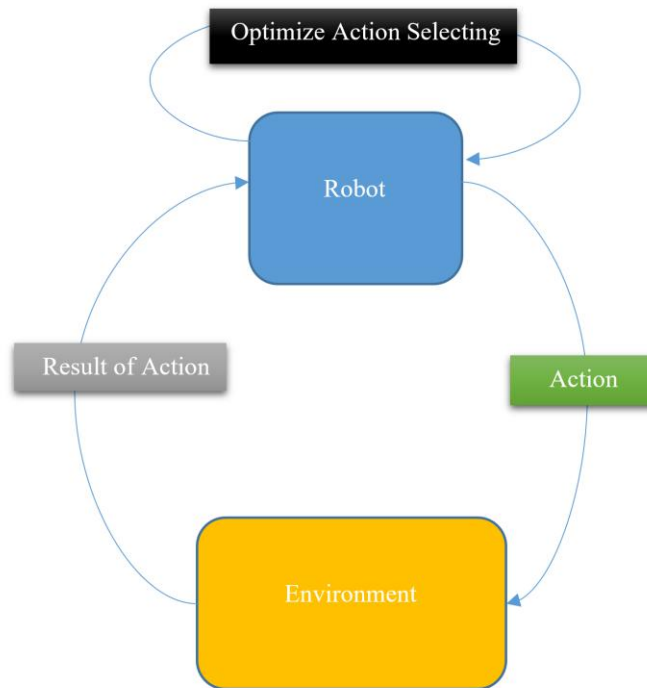 Optimize Action Selecting
Robot
Result of Action
Action
Environment